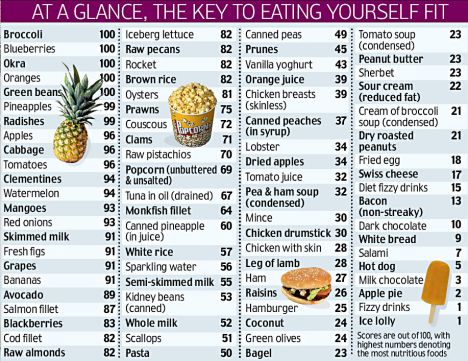 AT A GLANCE, THE KEY TO EATING YOURSELF FIT
Broccoli 100
Blueberries 100
Okra 100
Oranges 100
Green beans 100
Pineapples 99
Radishes 99
Apples 96
Cabbage 96
Tomatoes 96
Clementines 94
Watermelon 94
Mangoes 93
Red onions 93
Skimmed milk 91
Fresh figs 91
Grapes 91
Bananas 91
Avocado 89
Salmon fillet 87
Blackberries 83
Cod fillet 82
Raw almonds 82
Iceberg lettuce 82
Raw pecans 82
Rocket 82
Brown rice 82
Oysters 81
Prawns 75
Couscous 72
Clams 71
Raw pistachios 70
Popcorn (unbuttered 69
& unsalted)
Tuna in oil (drained) 67
Monkfish fillet 64
Canned pineapple 60
(in juice)
White rice 57
Sparkling water 56
Semi-skimmed milk 55
Kidney beans 53
(canned)
Whole milk 52
Scallops 51
Pasta 50
POPCORN
Canned peas 49
Prunes 45
Vanilla yoghurt 43
Orange juice 39
Chicken breasts 39
(skinless)
Canned peaches 37
(in syrup)
Lobster 34
Dried apples 34
Tomato juice 32
Pea & ham soup 32
(condensed)
Mince 30
Chicken drumstick 30
Chicken with skin 28
Leg of lamb 28
Ham 27
Raisins 26
Hamburger 25
Coconut 24
Green olives 24
Bagel 23
Tomato soup 23
(condensed)
Peanut butter 23
Sherbet 23
Sour cream 22
(reduced fat)
Cream of broccoli 21
soup (condensed)
Dry roasted 21
peanuts
Fried egg 18
Swiss cheese 17
Diet fizzy drinks 15
Bacon 13
(non-streaky)
Dark chocolate 10
White bread 9
Salami 7
Hot dog 5
Milk chocolate 3
Apple pie 2
Fizzy drinks 1
Ice lolly 1
Scores are out of 100, with
highest numbers denoting
the most nutritious foods